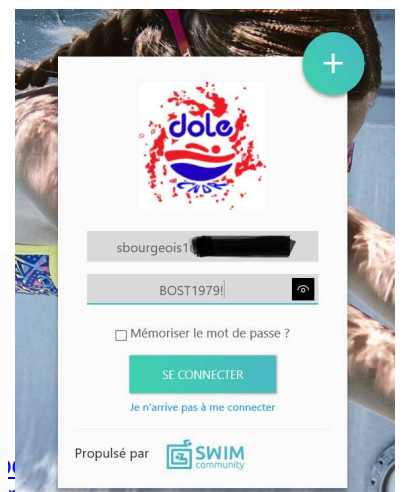 +
dole
sbourgeois1@
BOST1979!
Mémoriser le mot de passe ?
SE CONNECTER
Je n'arrive pas à me connecter
Propulsé par SWIM
community